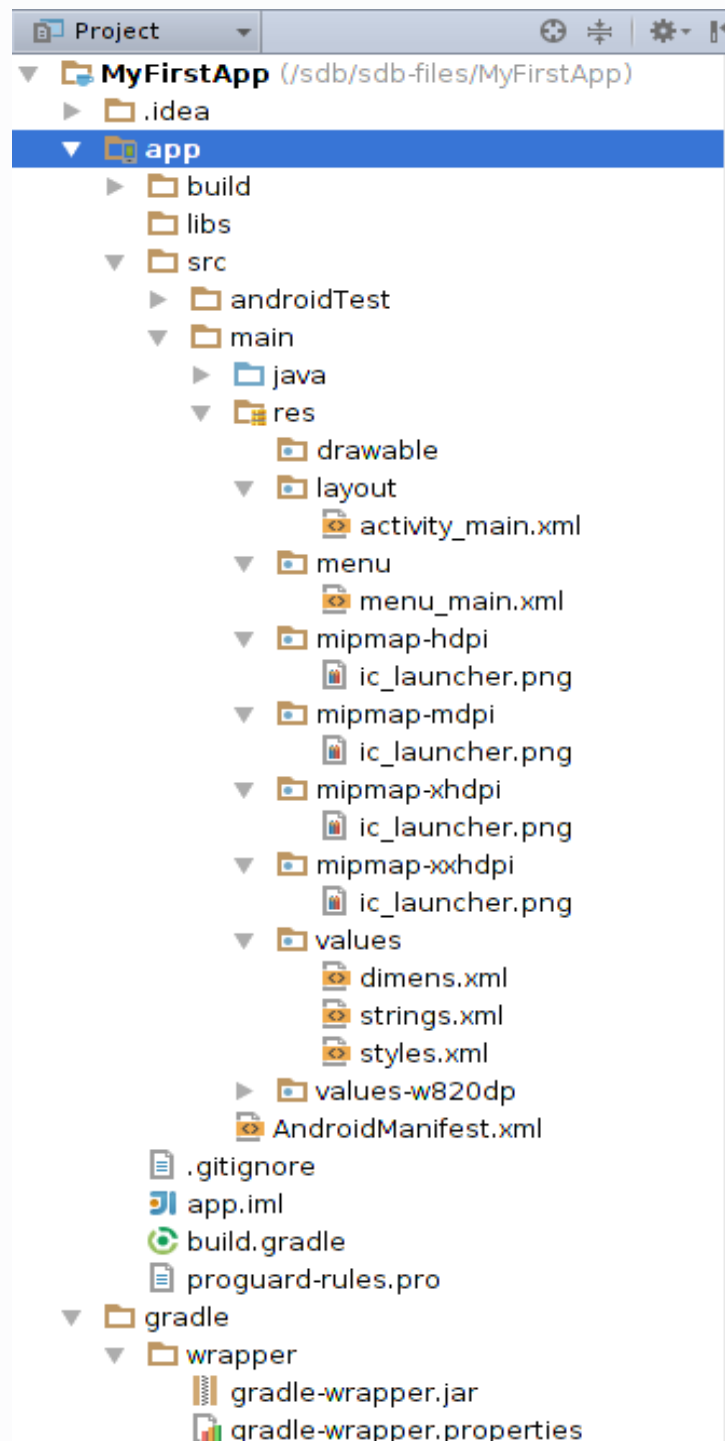 Project
MyFirstApp (/sdb/sdb-files/MyFirstApp)
.idea
app
build
libs
src
androidTest
main
java
res
drawable
layout
activity_main.xml
menu
menu_main.xml
mipmap-hdpi
ic_launcher.png
mipmap-mdpi
ic_launcher.png
mipmap-xhdpi
ic_launcher.png
mipmap-xxhdpi
ic_launcher.png
values
dimens.xml
strings.xml
styles.xml
values-w820dp
AndroidManifest.xml
.gitignore
app.iml
build.gradle
proguard-rules.pro
gradle
wrapper
gradle-wrapper.jar
gradle-wrapper.properties